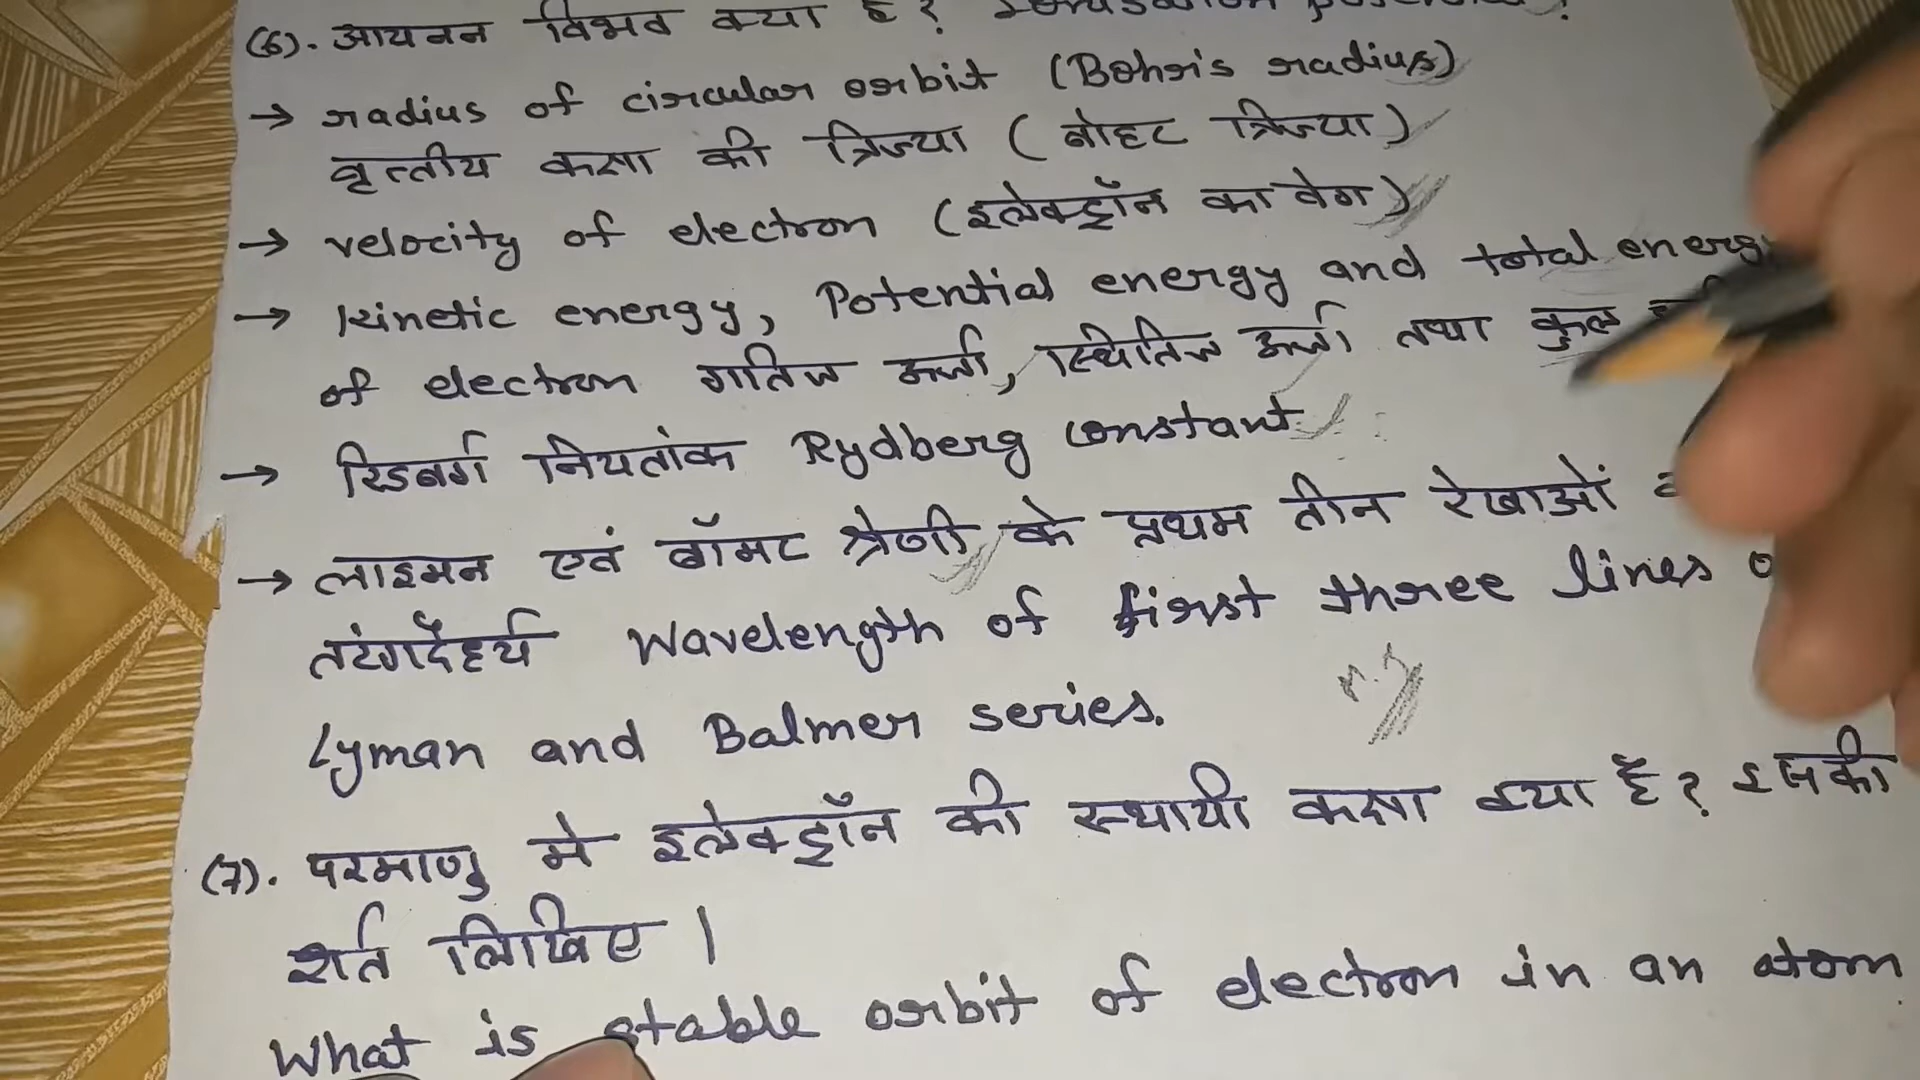 (6). आयनन विभव क्या है? Ionisation potential?
→ radius of circular orbit (Bohr's radius)
वृत्तीय कक्षा की त्रिज्या (बोहर त्रिज्या)
→ velocity of electron (इलेक्ट्रॉन का वेग)
→ Kinetic energy, Potential energy and total energy
of electron गतिज ऊर्जा, स्थितिज ऊर्जा तथा कुल
→ रिडबर्ग नियतांक Rydberg constant
→ लाइमन एवं बॉमर श्रेणी के प्रथम तीन रेखाओं
तरंगदैर्ध्य Wavelength of first three lines
Lyman and Balmer series.
(7). परमाणु मे इलेक्ट्रॉन की स्थायी कक्षा क्या है? इसकी
शर्त लिखिए |
What is stable orbit of electron in an atom